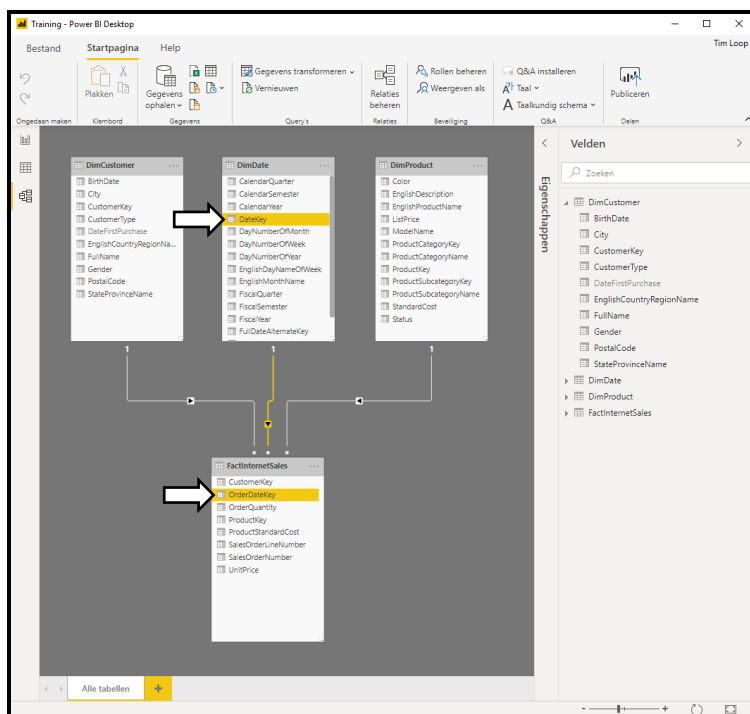 Training - Power BI Desktop
Tim Loop
Bestand Startpagina Help
Plakken
Gegevens ophalen
Gegevens transformeren
Vernieuwen
Relaties beheren
Rollen beheren
Weergeven als
Q&A installeren
Taal
Taalkundig schema
Publiceren
Ongedaan maken Klembord Gegevens Query's Relaties Beveiliging Q&A Delen
DimCustomer
BirthDate
City
CustomerKey
CustomerType
DateFirstPurchase
EnglishCountryRegionNa...
FullName
Gender
PostalCode
StateProvinceName
1
DimDate
CalendarQuarter
CalendarSemester
CalendarYear
DateKey
DayNumberOfMonth
DayNumberOfWeek
DayNumberOfYear
EnglishDayNameOfWeek
EnglishMonthName
FiscalQuarter
FiscalSemester
FiscalYear
FullDateAlternateKey
1
DimProduct
Color
EnglishDescription
EnglishProductName
ListPrice
ModelName
ProductCategoryKey
ProductCategoryName
ProductKey
ProductSubcategoryKey
ProductSubcategoryName
StandardCost
Status
1
* * *
FactInternetSales
CustomerKey
OrderDateKey
OrderQuantity
ProductKey
ProductStandardCost
SalesOrderLineNumber
SalesOrderNumber
UnitPrice
Eigenschappen
Velden
Zoeken
DimCustomer
BirthDate
City
CustomerKey
CustomerType
DateFirstPurchase
EnglishCountryRegionName
FullName
Gender
PostalCode
StateProvinceName
DimDate
DimProduct
FactInternetSales
Alle tabellen +
- +